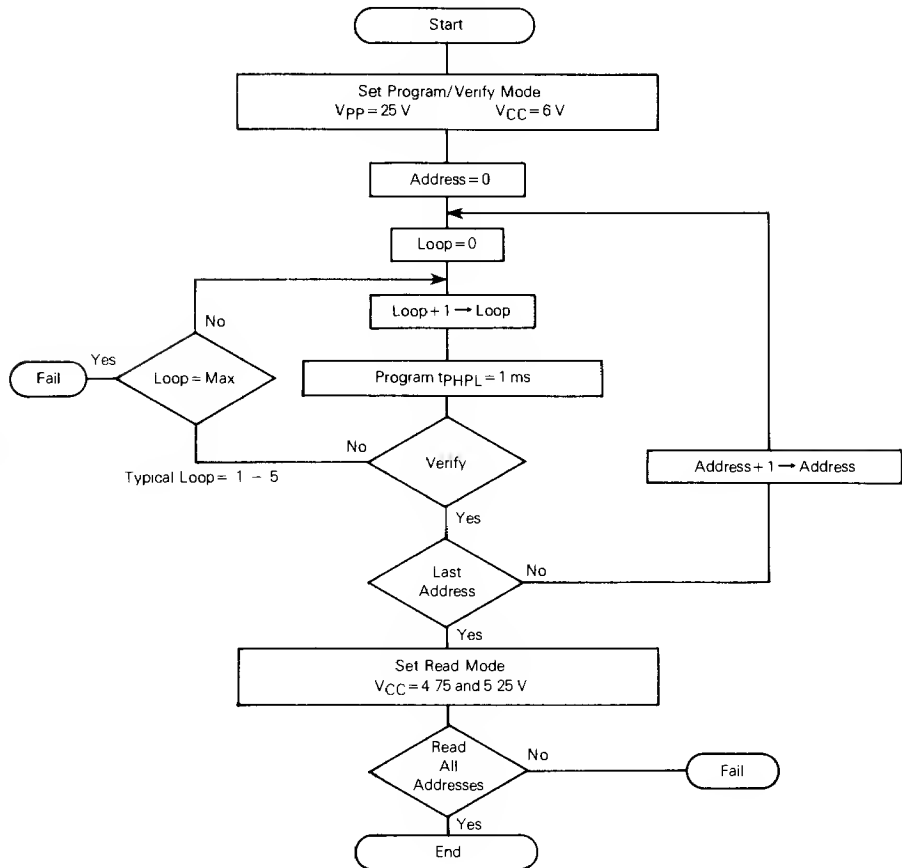 Start
Set Program/Verify Mode
VPP=25 V VCC=6 V
Address=0
Loop=0
Loop+1→Loop
No
Yes
Fail
Loop=Max
Program tPHPL=1 ms
No
Verify
Typical Loop= 1 – 5
Address+1→Address
Yes
Last
Address
No
Yes
Set Read Mode
VCC=4 75 and 5 25 V
Read
All
Addresses
No
Fail
Yes
End